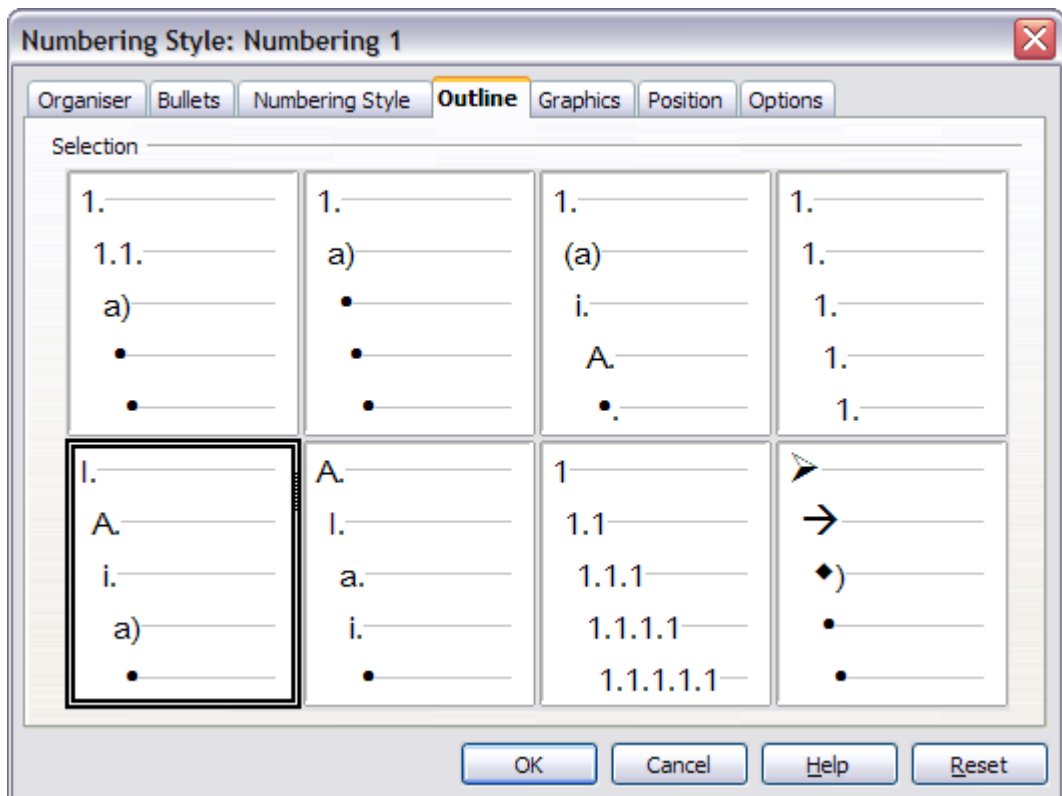 Numbering Style: Numbering 1
Organiser Bullets Numbering Style Outline Graphics Position Options
Selection
1.
1.1.
a)
•
•
1.
a)
•
•
•
1.
(a)
i.
A.
•.
1.
1.
1.
1.
1.
I.
A.
i.
a)
•
A.
I.
a.
i.
•
1
1.1
1.1.1
1.1.1.1
1.1.1.1.1
➢
→
◆)
•
•
OK Cancel Help Reset